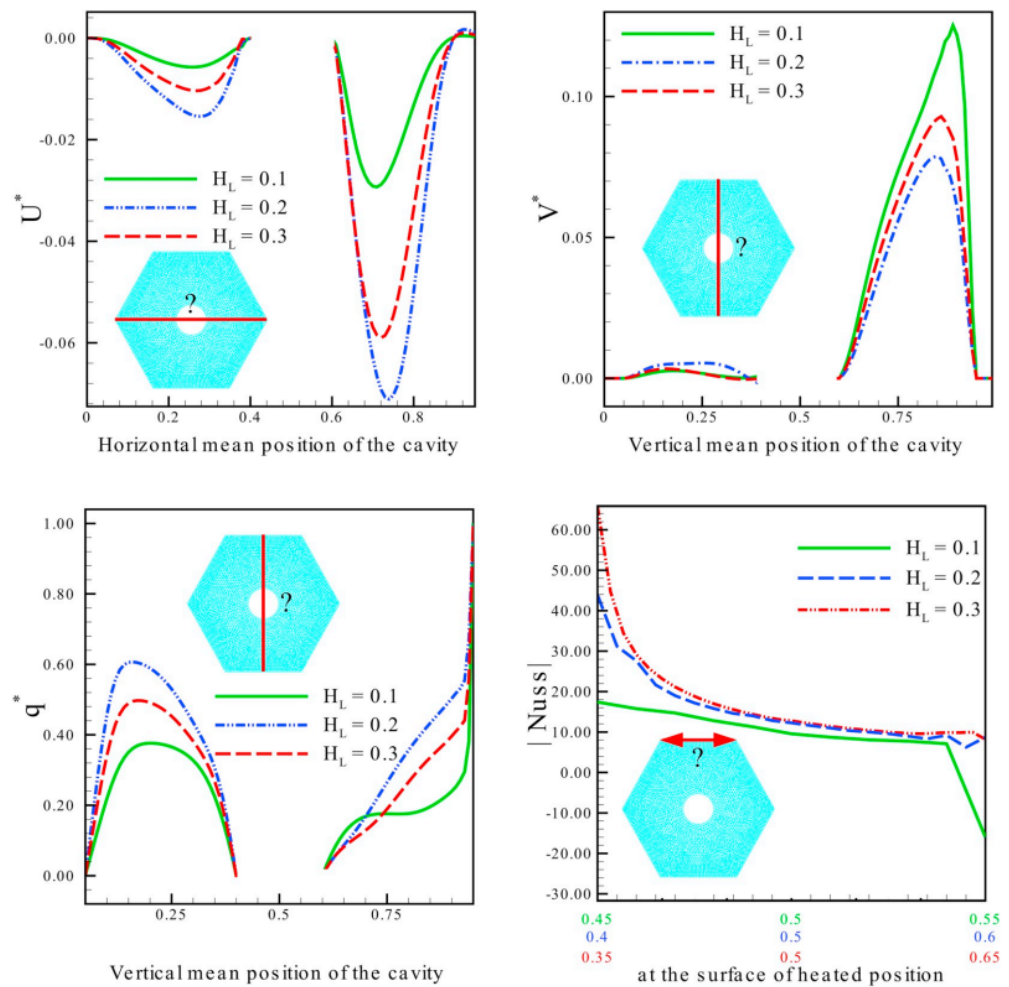 0.00
-0.02
-0.04
-0.06
U*
H_L = 0.1
H_L = 0.2
H_L = 0.3
?
0 0.2 0.4 0.6 0.8
Horizontal mean position of the cavity
0.10
0.05
0.00
V*
H_L = 0.1
H_L = 0.2
H_L = 0.3
?
0 0.25 0.5 0.75
Vertical mean position of the cavity
1.00
0.80
0.60
0.40
0.20
0.00
q*
?
H_L = 0.1
H_L = 0.2
H_L = 0.3
0.25 0.5 0.75
Vertical mean position of the cavity
60.00
50.00
40.00
30.00
20.00
10.00
0.00
-10.00
-20.00
-30.00
|Nuss|
H_L = 0.1
H_L = 0.2
H_L = 0.3
?
0.45 0.5 0.55
0.4 0.5 0.6
0.35 0.5 0.65
at the surface of heated position